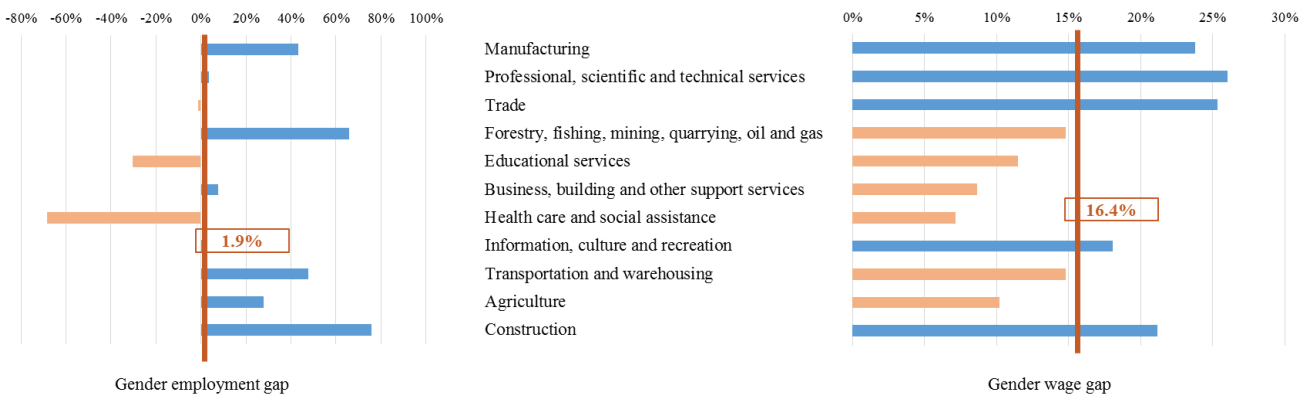 -80% -60% -40% -20% 0% 20% 40% 60% 80% 100%
0% 5% 10% 15% 20% 25% 30%
Manufacturing
Professional, scientific and technical services
Trade
Forestry, fishing, mining, quarrying, oil and gas
Educational services
Business, building and other support services
16.4%
Health care and social assistance
1.9%
Information, culture and recreation
Transportation and warehousing
Agriculture
Construction
Gender employment gap
Gender wage gap